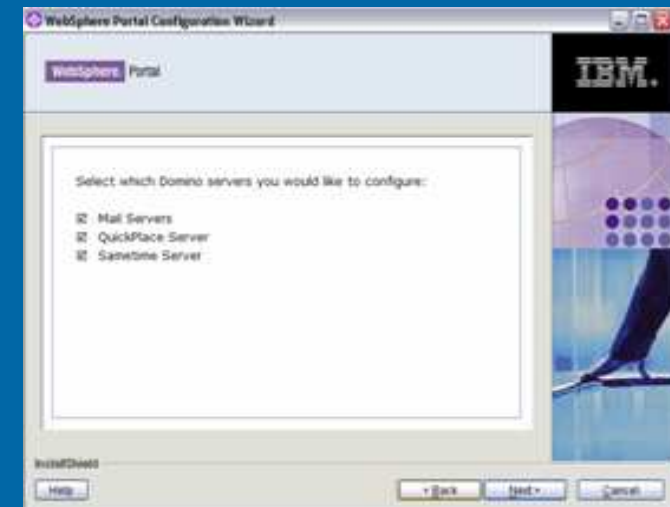 WebSphere Portal Configuration Wizard
WebSphere Portal
IBM.
Select which Domino servers you would like to configure:
Mail Servers
QuickPlace Server
Sametime Server
InstallShield
Help
< Back
Next >
Cancel